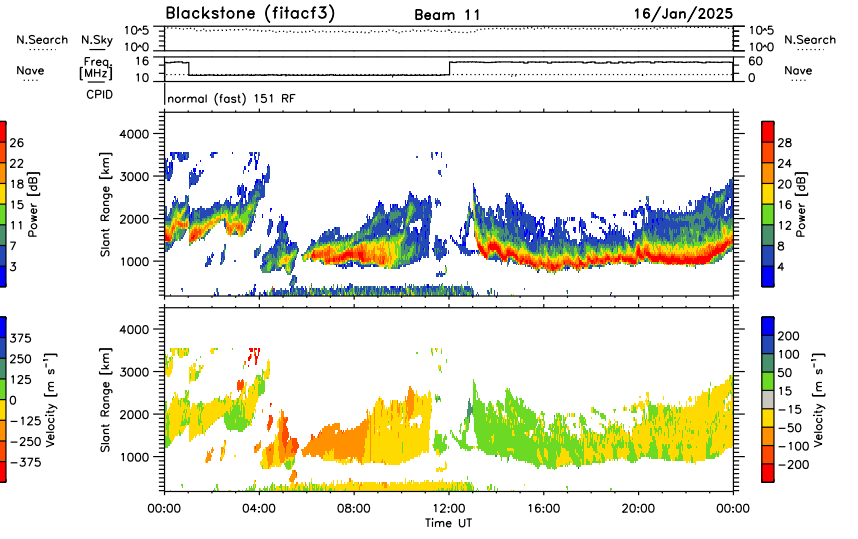 Blackstone (fitacf3) Beam 11 16/Jan/2025
N.Search N.Sky 10^5 10^0 10^5 10^0 N.Search
Nave Freq. [MHz] 16 10 60 0 Nave
CPID normal (fast) 151 RF
26 22 18 15 11 7 3 Power [dB]
Slant Range [km] 4000 3000 2000 1000
28 24 20 16 12 8 4 Power [dB]
375 250 125 0 −125 −250 −375 Velocity [m s⁻¹]
Slant Range [km] 4000 3000 2000 1000
200 100 50 15 −15 −50 −100 −200 Velocity [m s⁻¹]
00:00 04:00 08:00 12:00 16:00 20:00 00:00
Time UT